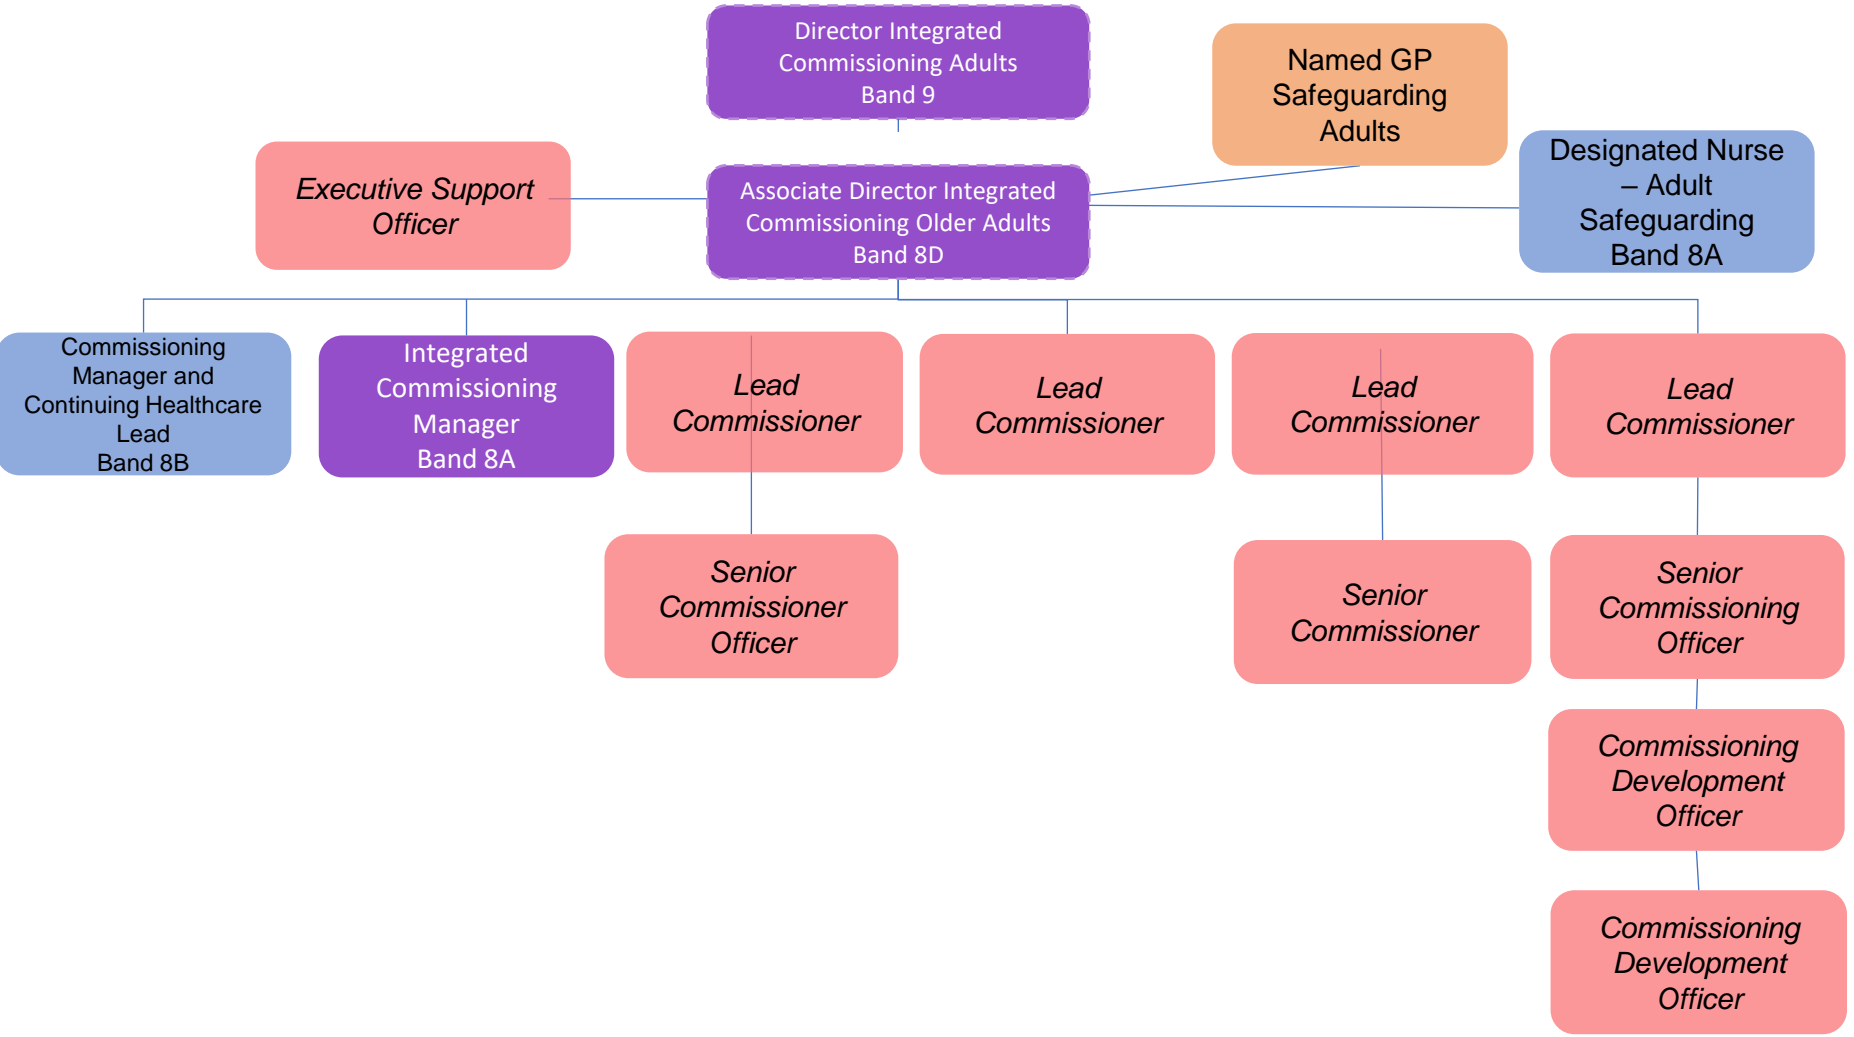 Director Integrated
Commissioning Adults
Band 9
Named GP
Safeguarding
Adults
Executive Support
Officer
Associate Director Integrated
Commissioning Older Adults
Band 8D
Designated Nurse
– Adult
Safeguarding
Band 8A
Commissioning
Manager and
Continuing Healthcare
Lead
Band 8B
Integrated
Commissioning
Manager
Band 8A
Lead
Commissioner
Lead
Commissioner
Lead
Commissioner
Lead
Commissioner
Senior
Commissioner
Officer
Senior
Commissioner
Senior
Commissioning
Officer
Commissioning
Development
Officer
Commissioning
Development
Officer